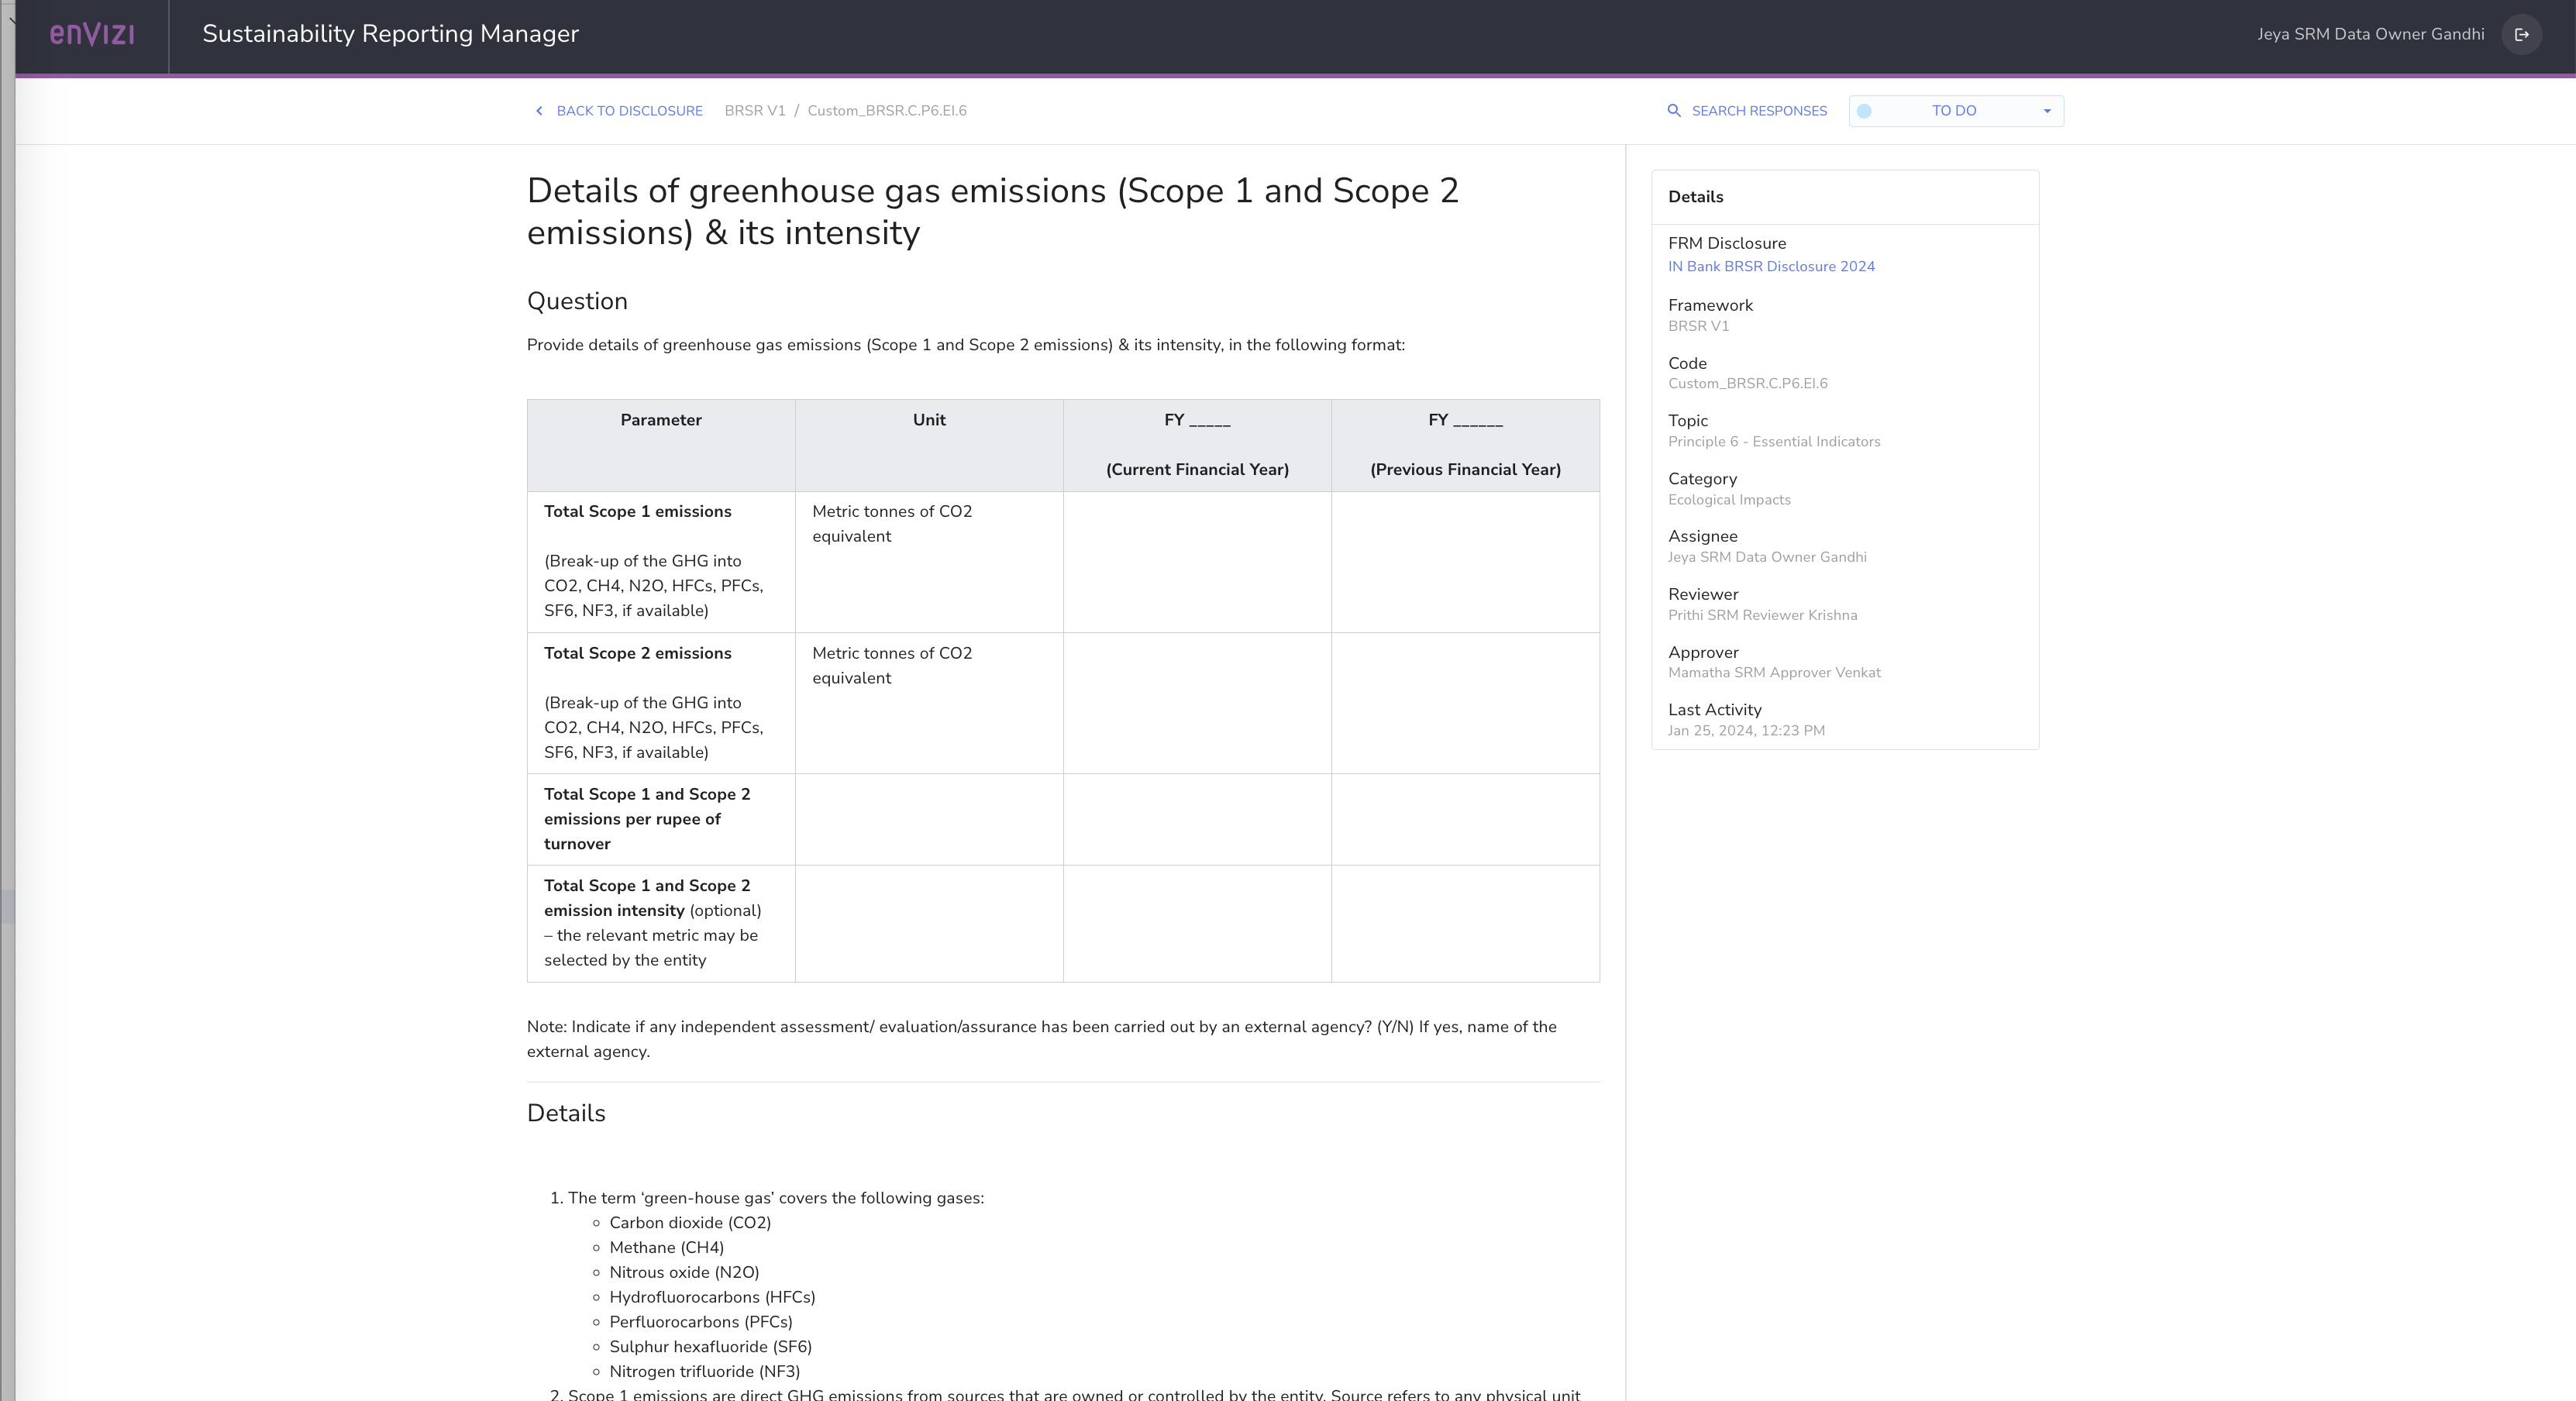 enVIZI
Sustainability Reporting Manager
Jeya SRM Data Owner Gandhi
BACK TO DISCLOSURE
BRSR V1 / Custom_BRSR.C.P6.EI.6
SEARCH RESPONSES
TO DO
Details of greenhouse gas emissions (Scope 1 and Scope 2
emissions) & its intensity
Question
Provide details of greenhouse gas emissions (Scope 1 and Scope 2 emissions) & its intensity, in the following format:
Parameter
Unit
FY _____
(Current Financial Year)
FY ______
(Previous Financial Year)
Total Scope 1 emissions
(Break-up of the GHG into
CO2, CH4, N2O, HFCs, PFCs,
SF6, NF3, if available)
Metric tonnes of CO2
equivalent
Total Scope 2 emissions
(Break-up of the GHG into
CO2, CH4, N2O, HFCs, PFCs,
SF6, NF3, if available)
Metric tonnes of CO2
equivalent
Total Scope 1 and Scope 2
emissions per rupee of
turnover
Total Scope 1 and Scope 2
emission intensity (optional)
– the relevant metric may be
selected by the entity
Note: Indicate if any independent assessment/ evaluation/assurance has been carried out by an external agency? (Y/N) If yes, name of the
external agency.
Details
1. The term ‘green-house gas’ covers the following gases:
Carbon dioxide (CO2)
Methane (CH4)
Nitrous oxide (N2O)
Hydrofluorocarbons (HFCs)
Perfluorocarbons (PFCs)
Sulphur hexafluoride (SF6)
Nitrogen trifluoride (NF3)
2. Scope 1 emissions are direct GHG emissions from sources that are owned or controlled by the entity. Source refers to any physical unit
Details
FRM Disclosure
IN Bank BRSR Disclosure 2024
Framework
BRSR V1
Code
Custom_BRSR.C.P6.EI.6
Topic
Principle 6 - Essential Indicators
Category
Ecological Impacts
Assignee
Jeya SRM Data Owner Gandhi
Reviewer
Prithi SRM Reviewer Krishna
Approver
Mamatha SRM Approver Venkat
Last Activity
Jan 25, 2024, 12:23 PM